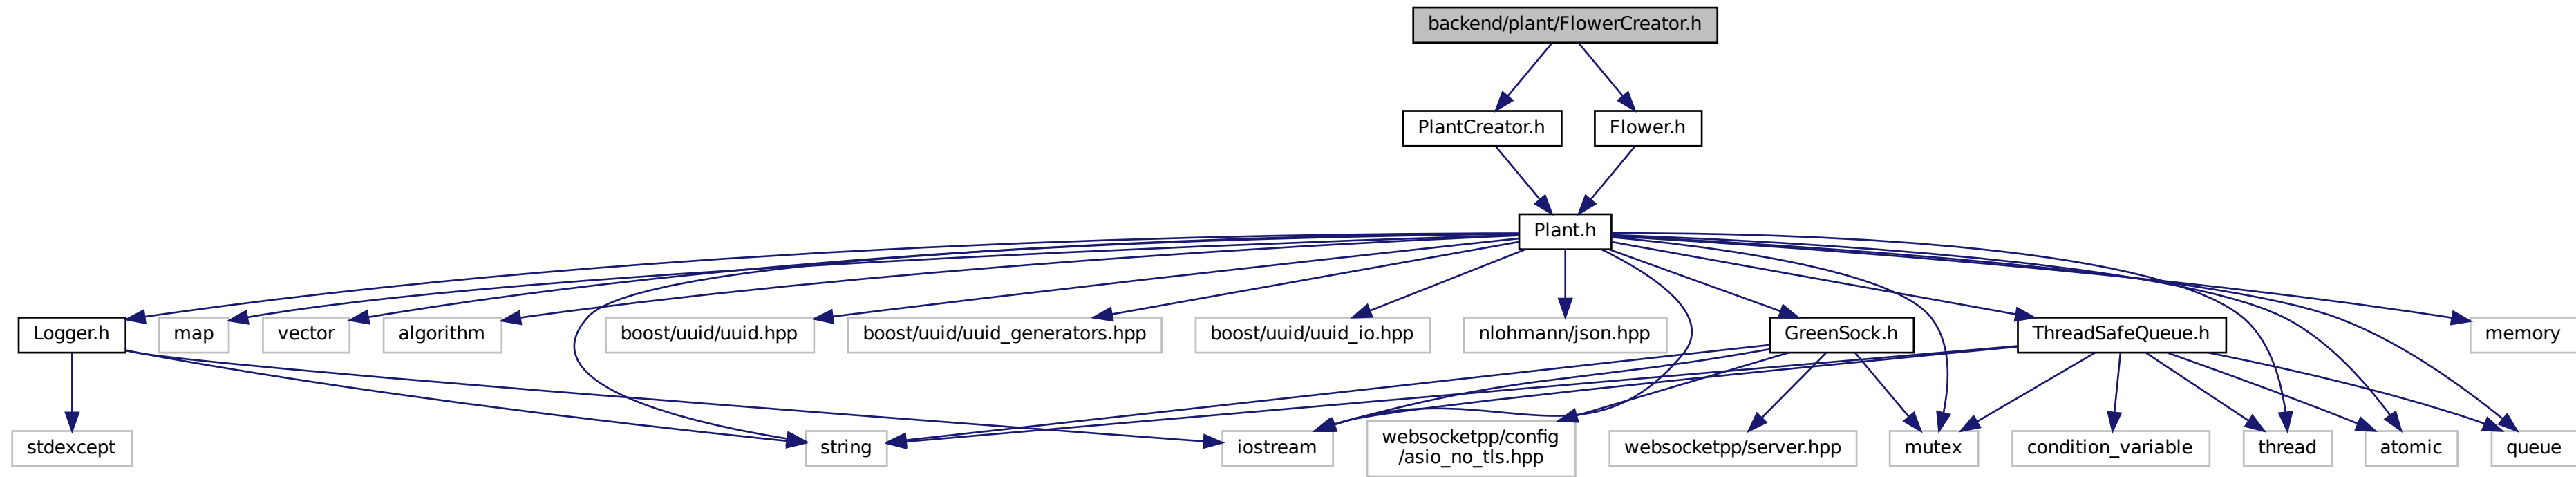 backend/plant/FlowerCreator.h
PlantCreator.h
Flower.h
Plant.h
Logger.h
map
vector
algorithm
boost/uuid/uuid.hpp
boost/uuid/uuid_generators.hpp
boost/uuid/uuid_io.hpp
nlohmann/json.hpp
GreenSock.h
ThreadSafeQueue.h
memory
stdexcept
string
iostream
websocketpp/config
/asio_no_tls.hpp
websocketpp/server.hpp
mutex
condition_variable
thread
atomic
queue